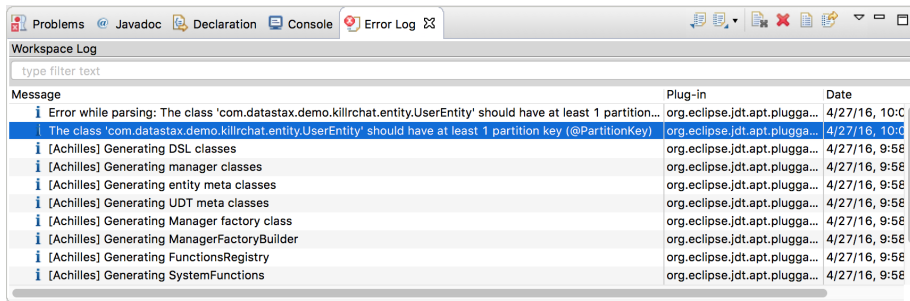 Problems @ Javadoc Declaration Console Error Log
Workspace Log
type filter text
Message Plug-in Date
Error while parsing: The class 'com.datastax.demo.killrchat.entity.UserEntity' should have at least 1 partition... org.eclipse.jdt.apt.plugga... 4/27/16, 10:0
The class 'com.datastax.demo.killrchat.entity.UserEntity' should have at least 1 partition key (@PartitionKey) org.eclipse.jdt.apt.plugga... 4/27/16, 10:0
[Achilles] Generating DSL classes org.eclipse.jdt.apt.plugga... 4/27/16, 9:58
[Achilles] Generating manager classes org.eclipse.jdt.apt.plugga... 4/27/16, 9:58
[Achilles] Generating entity meta classes org.eclipse.jdt.apt.plugga... 4/27/16, 9:58
[Achilles] Generating UDT meta classes org.eclipse.jdt.apt.plugga... 4/27/16, 9:58
[Achilles] Generating Manager factory class org.eclipse.jdt.apt.plugga... 4/27/16, 9:58
[Achilles] Generating ManagerFactoryBuilder org.eclipse.jdt.apt.plugga... 4/27/16, 9:58
[Achilles] Generating FunctionsRegistry org.eclipse.jdt.apt.plugga... 4/27/16, 9:58
[Achilles] Generating SystemFunctions org.eclipse.jdt.apt.plugga... 4/27/16, 9:58